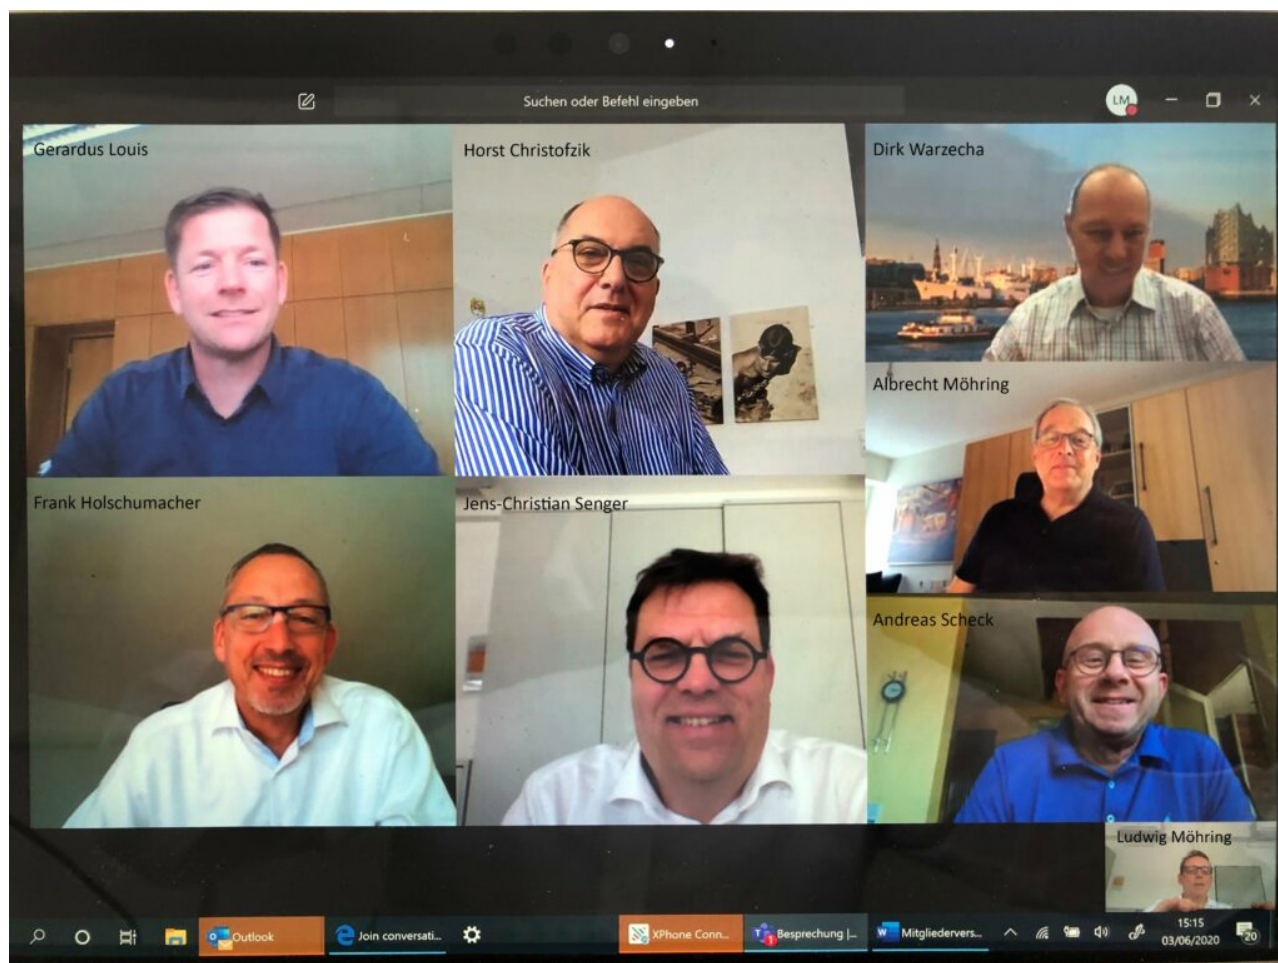 Suchen oder Befehl eingeben
LM
Gerardus Louis
Horst Christofzik
Dirk Warzecha
Albrecht Möhring
Frank Holschumacher
Jens-Christian Senger
Andreas Scheck
Ludwig Möhring
Outlook
Join conversati...
XPhone Conn...
Besprechung |...
Mitgliedervers...
15:15
03/06/2020
20